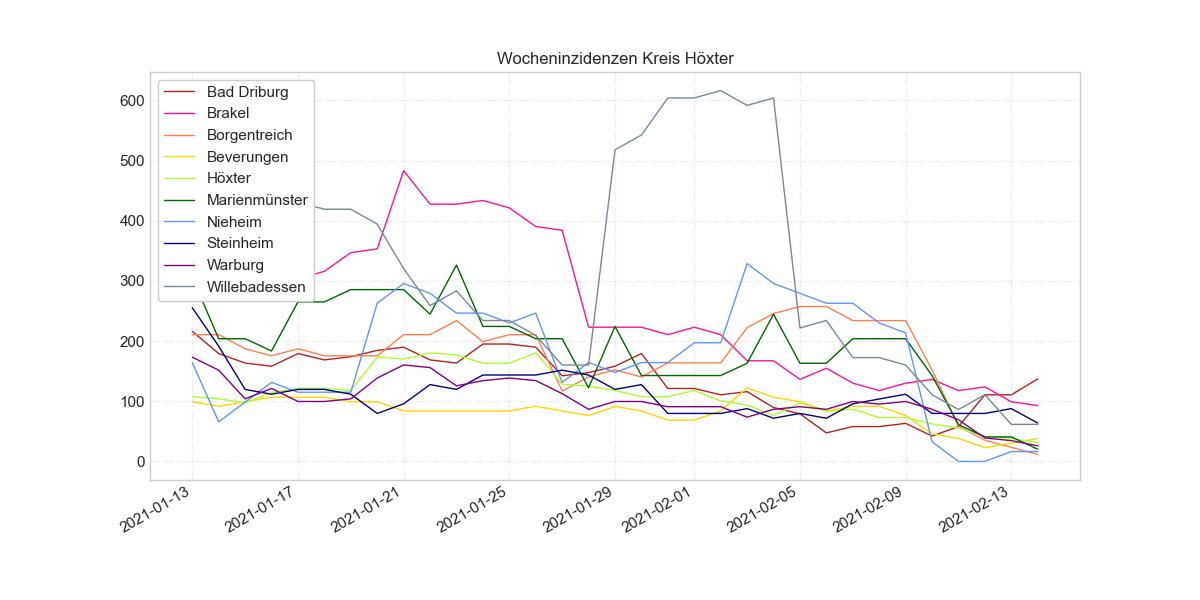 Wocheninzidenzen Kreis Höxter
600
500
400
300
200
100
0
Bad Driburg
Brakel
Borgentreich
Beverungen
Höxter
Marienmünster
Nieheim
Steinheim
Warburg
Willebadessen
2021-01-13
2021-01-17
2021-01-21
2021-01-25
2021-01-29
2021-02-01
2021-02-05
2021-02-09
2021-02-13